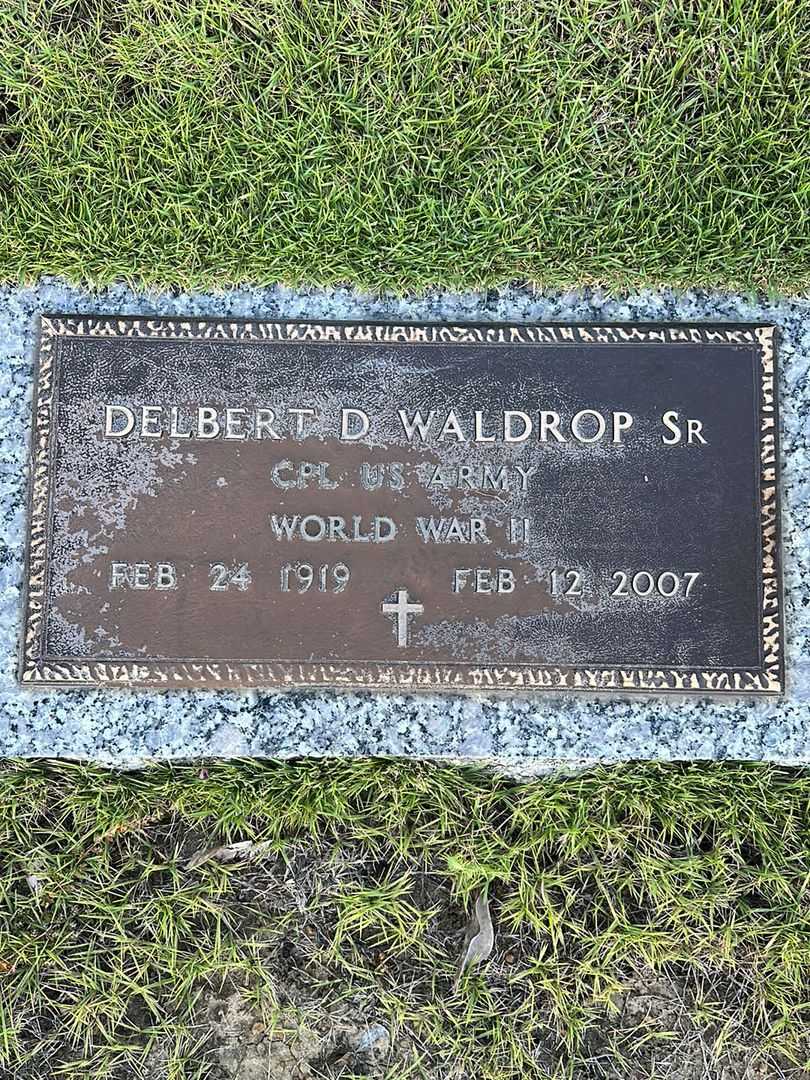 DELBERT D WALDROP SR
CPL US ARMY
WORLD WAR II
FEB 24 1919 FEB 12 2007